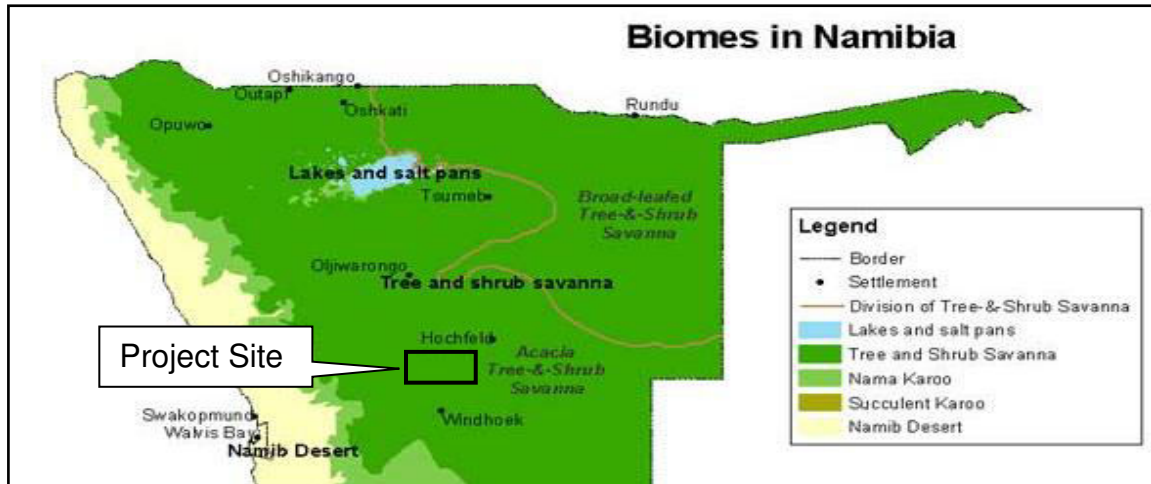 Biomes in Namibia
Oshikango
Outapi
Oshkati
Rundu
Opuwo
Lakes and salt pans
Tsumeb
Broad-leafed
Tree-&-Shrub
Savanna
Otjiwarongo
Tree and shrub savanna
Hochfeld
Project Site
Acacia
Tree-&-Shrub
Savanna
Swakopmund
Windhoek
Walvis Bay
Namib Desert
Legend
Border
Settlement
Division of Tree-&-Shrub Savanna
Lakes and salt pans
Tree and Shrub Savanna
Nama Karoo
Succulent Karoo
Namib Desert